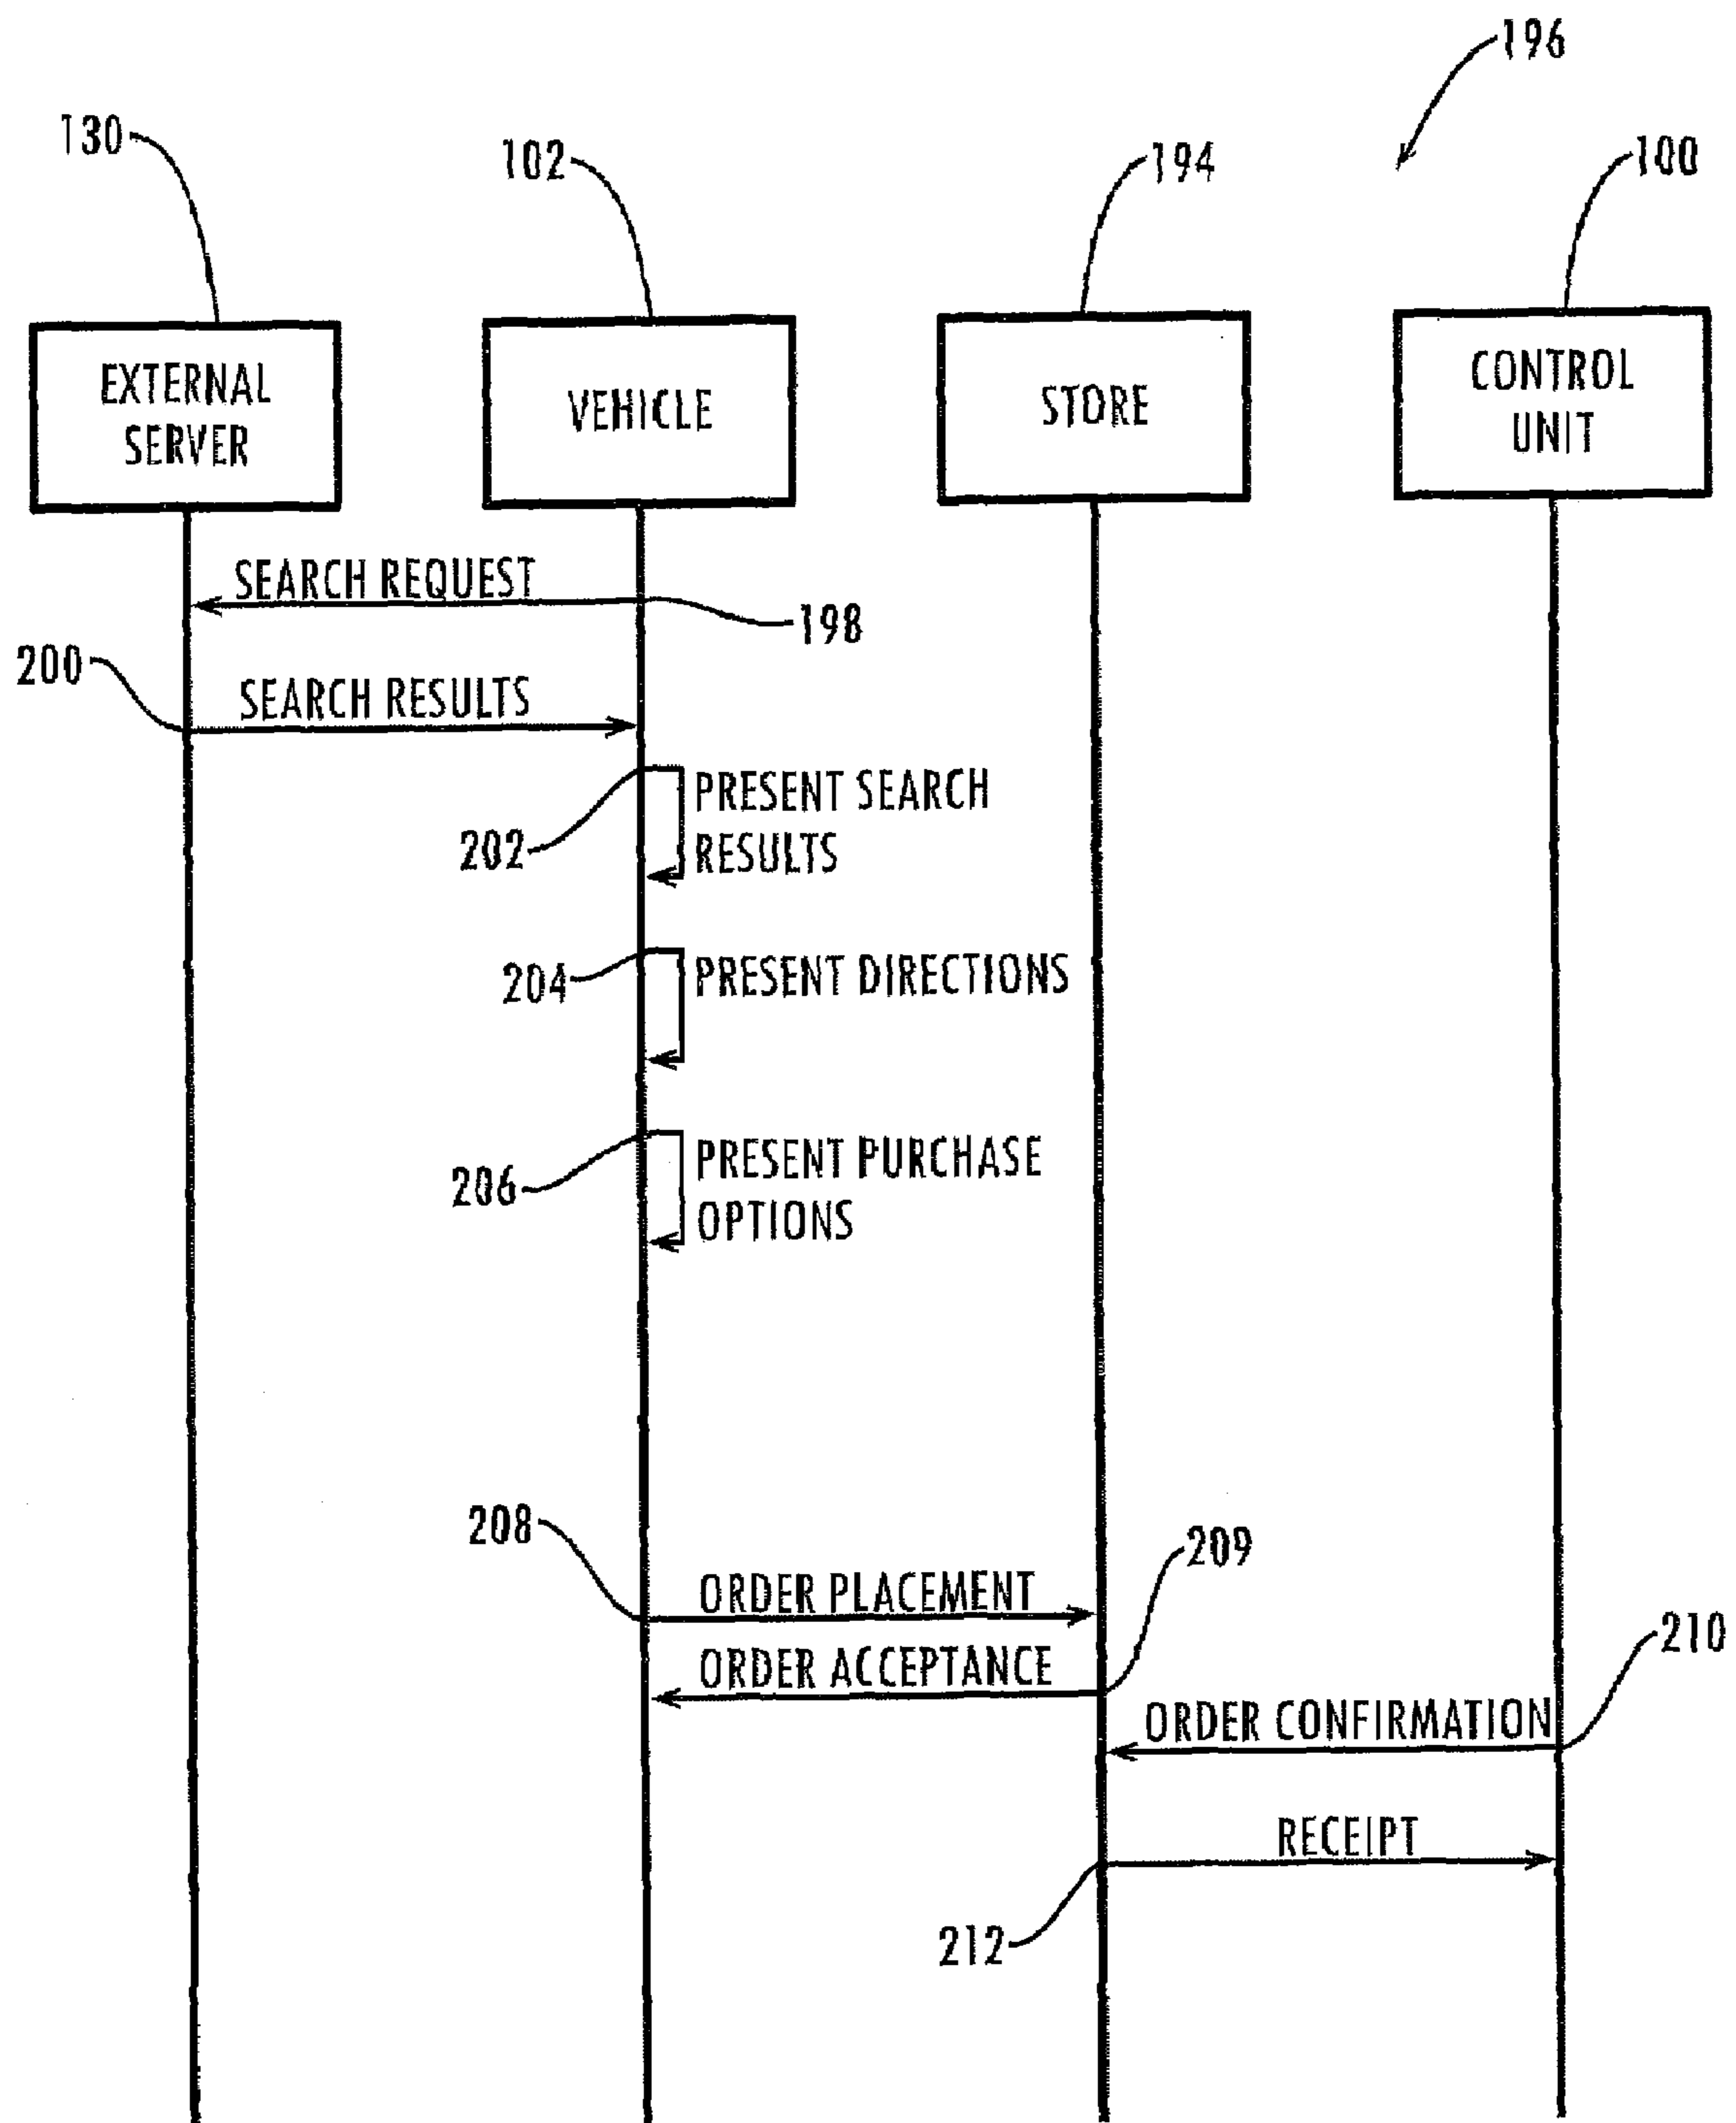 196
130
102
194
100
EXTERNAL
SERVER
VEHICLE
STORE
CONTROL
UNIT
SEARCH REQUEST
198
200
SEARCH RESULTS
202
PRESENT SEARCH
RESULTS
204
PRESENT DIRECTIONS
206
PRESENT PURCHASE
OPTIONS
208
ORDER PLACEMENT
209
ORDER ACCEPTANCE
210
ORDER CONFIRMATION
RECEIPT
212